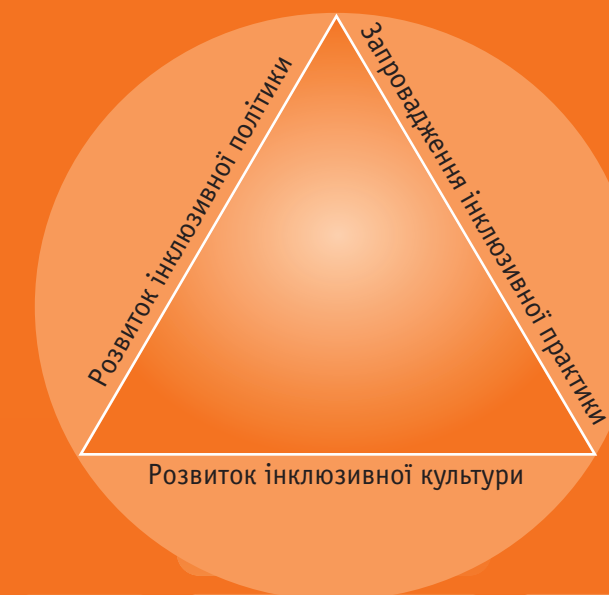 Розвиток інклюзивної політики
Запровадження інклюзивної практики
Розвиток інклюзивної культури